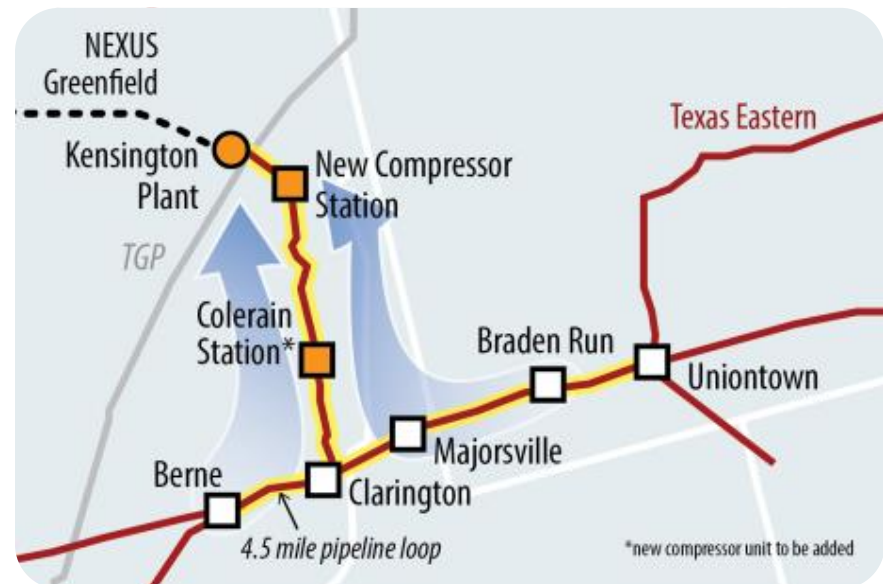 NEXUS
Greenfield
Texas Eastern
Kensington
Plant
New Compressor
Station
TGP
Colerain
Station*
Braden Run
Uniontown
Majorsville
Berne
Clarington
4.5 mile pipeline loop
*new compressor unit to be added